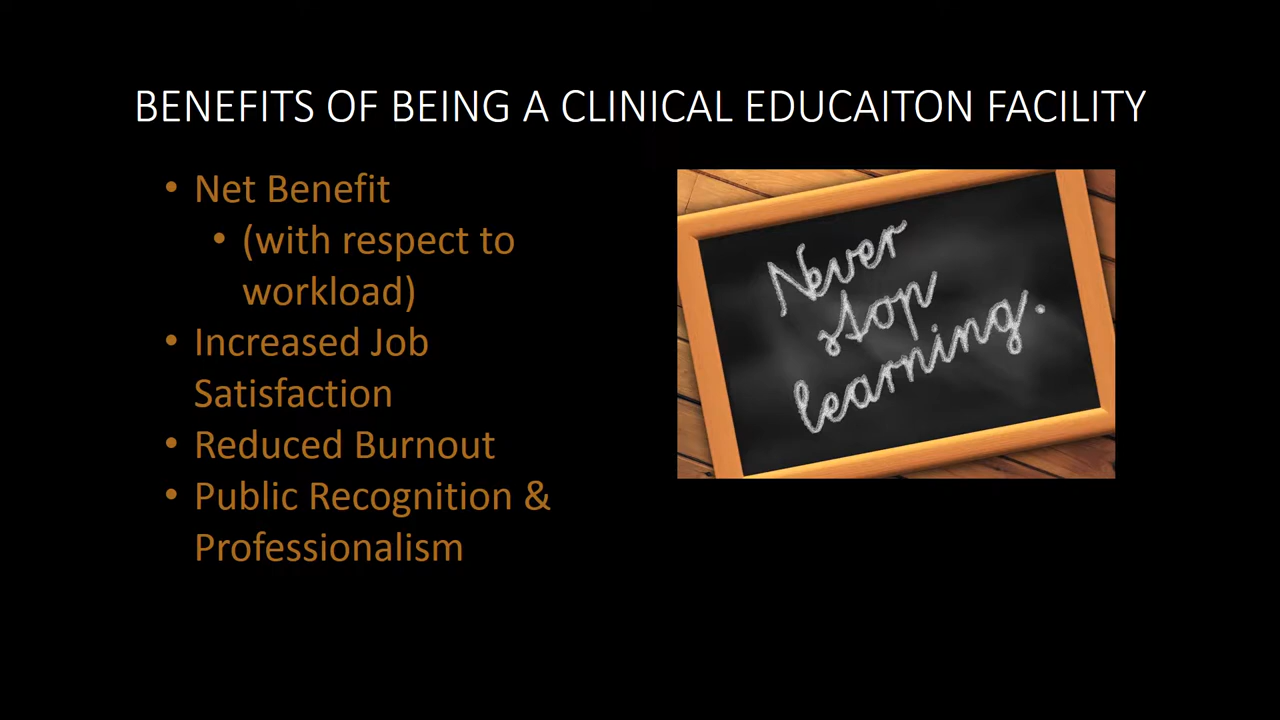 BENEFITS OF BEING A CLINICAL EDUCAITON FACILITY
• Net Benefit
• (with respect to
workload)
• Increased Job
Satisfaction
• Reduced Burnout
• Public Recognition &
Professionalism
Never
stop
learning.